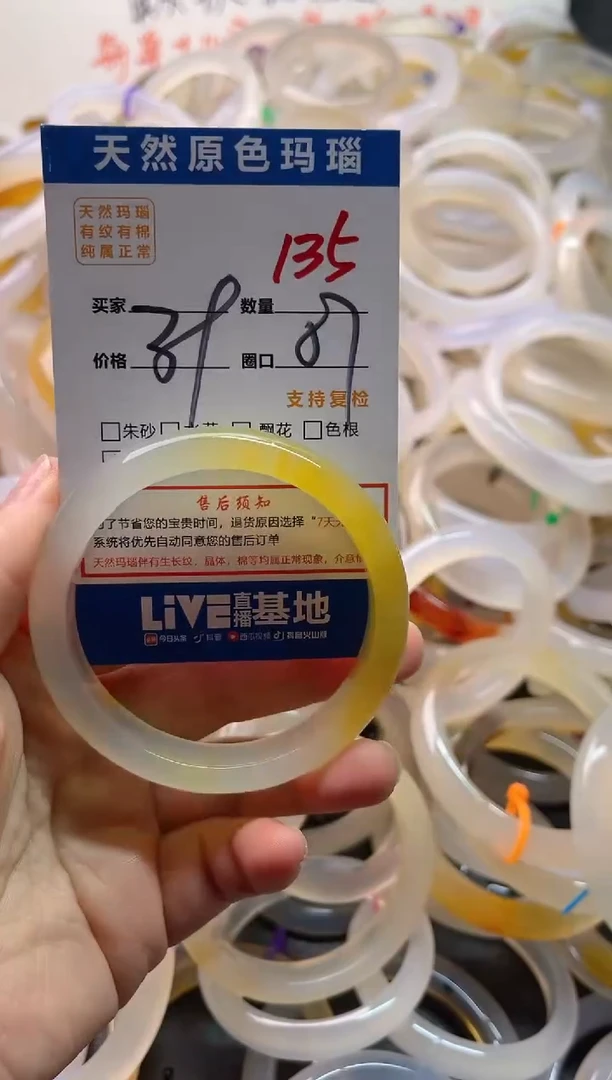 天然原色玛瑙
天然玛瑙
有纹有棉
纯属正常
135
买家 数量
价格 圈口
支持复检
朱砂 飘花 色根
售后须知
了节省您的宝贵时间，退货原因选择“7天
系统将优先自动同意您的售后订单
天然玛瑙伴有生长纹、晶体、棉等均属正常现象，介意
LiVE直播基地
今日头条 抖音 西瓜视频 抖音火山版